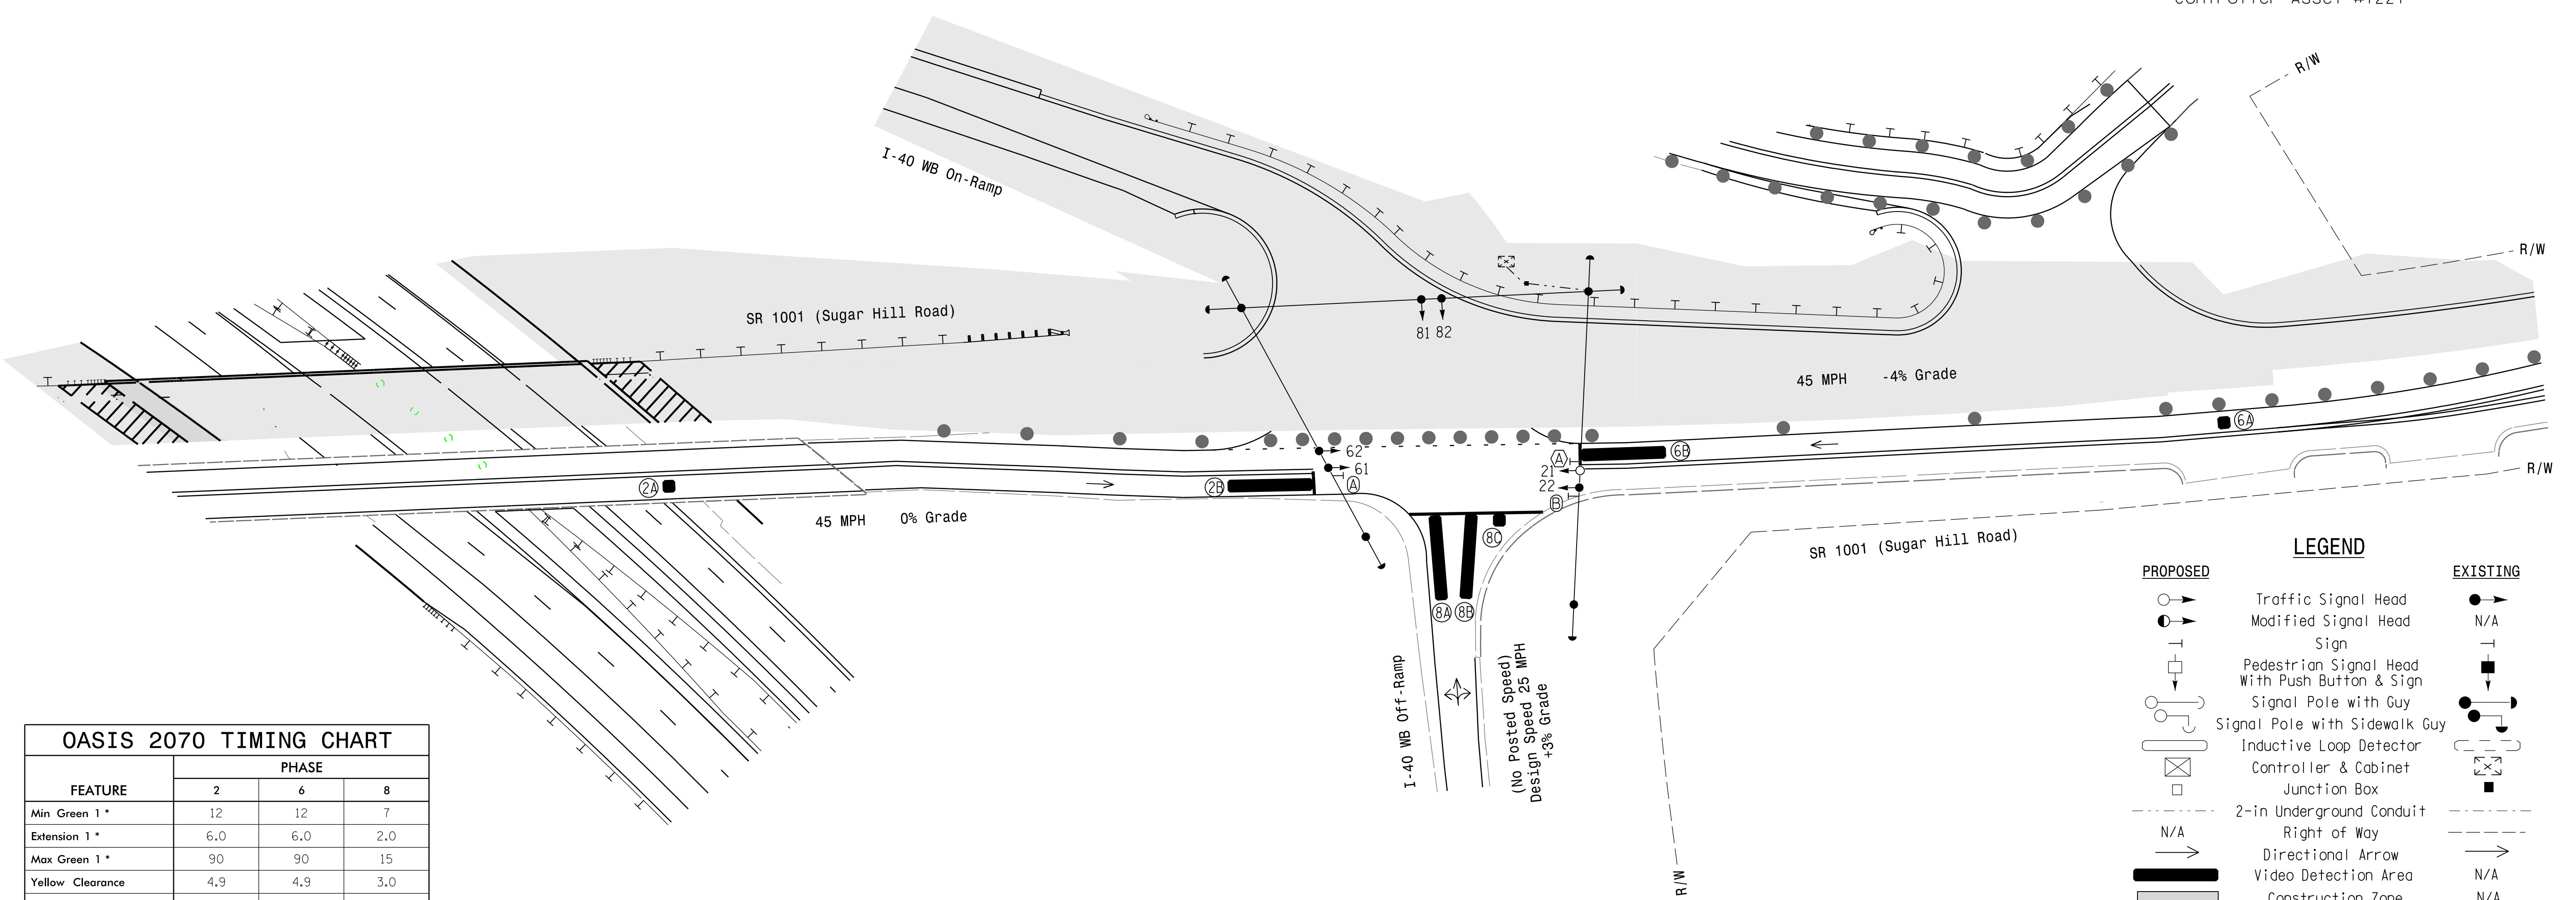 I-40 WB On-Ramp
R/W
R/W
SR 1001 (Sugar Hill Road)
81 82
45 MPH -4% Grade
62
61
A
A
21
22
B
6B
6A
2A
2B
R/W
45 MPH 0% Grade
8C
8A 8B
SR 1001 (Sugar Hill Road)
I-40 WB Off-Ramp
(No Posted Speed)
Design Speed 25 MPH
+3% Grade
R/W
OASIS 2070 TIMING CHART
PHASE
FEATURE 2 6 8
Min Green 1 * 12 12 7
Extension 1 * 6.0 6.0 2.0
Max Green 1 * 90 90 15
Yellow Clearance 4.9 4.9 3.0
LEGEND
PROPOSED EXISTING
Traffic Signal Head
Modified Signal Head N/A
Sign
Pedestrian Signal Head
With Push Button & Sign
Signal Pole with Guy
Signal Pole with Sidewalk Guy
Inductive Loop Detector
Controller & Cabinet
Junction Box
2-in Underground Conduit
N/A Right of Way
Directional Arrow
Video Detection Area N/A
Construction Zone N/A